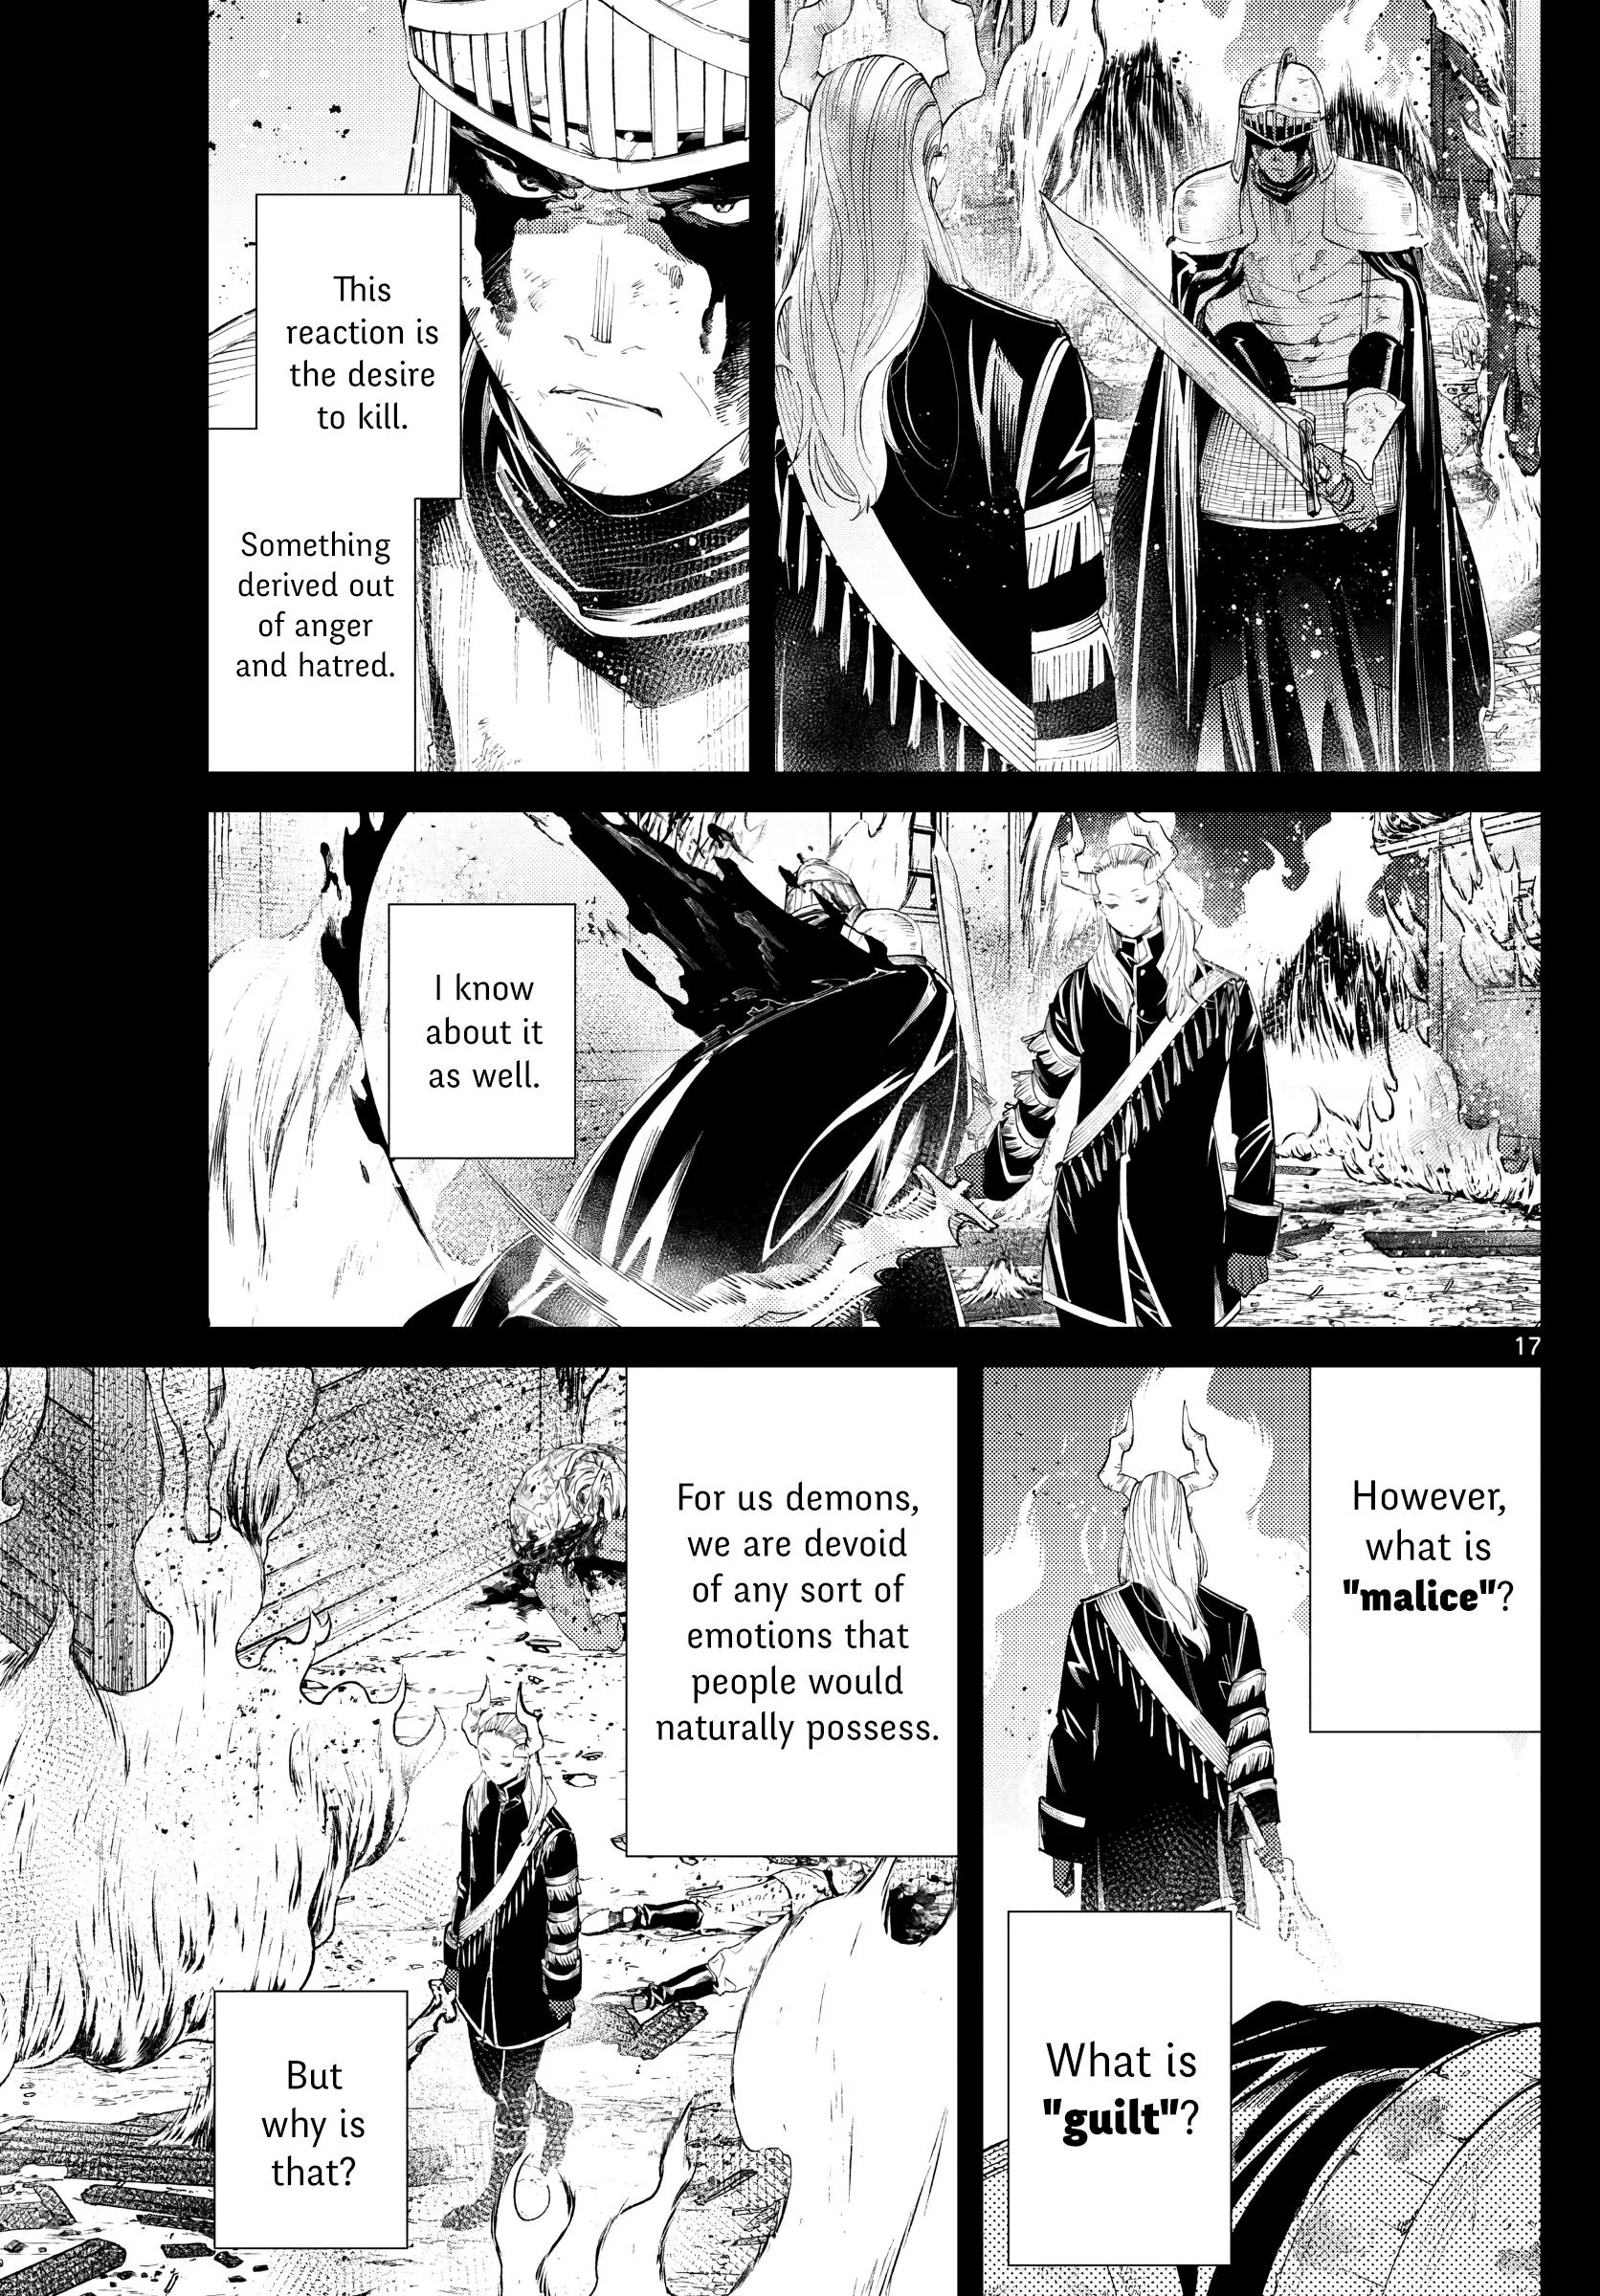 This
reaction is
the desire
to kill.
Something
derived out
of anger
and hatred.
I know
about it
as well.
17
However,
what is
"malice"?
What is
"guilt"?
For us demons,
we are devoid
of any sort of
emotions that
people would
naturally possess.
But
why is
that?